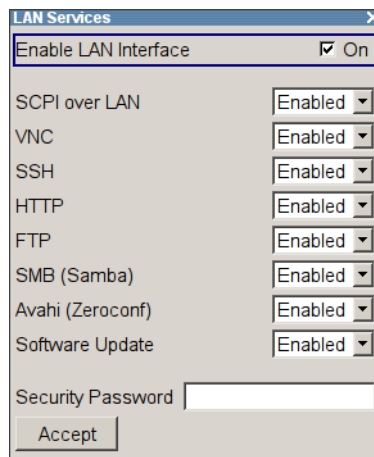 LAN Services X
Enable LAN Interface On
SCPI over LAN Enabled
VNC Enabled
SSH Enabled
HTTP Enabled
FTP Enabled
SMB (Samba) Enabled
Avahi (Zeroconf) Enabled
Software Update Enabled
Security Password
Accept